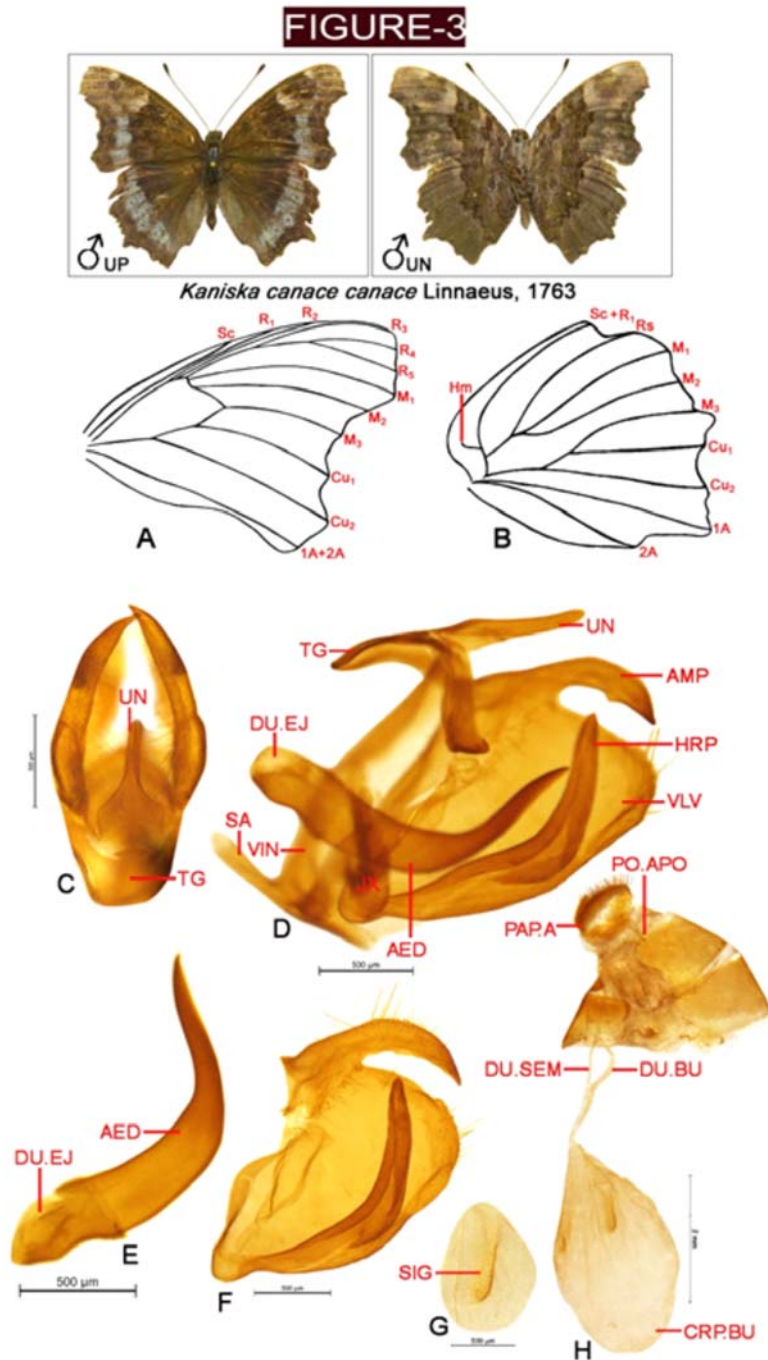 FIGURE-3
♂UP
♂UN
Kaniska canace canace Linnaeus, 1763
Sc
R1
R2
R3
R4
R5
M1
M2
M3
Cu1
Cu2
1A+2A
A
Sc+R1
Rs
M1
M2
M3
Cu1
Cu2
1A
2A
Hm
B
UN
TG
C
TG
UN
AMP
DU.EJ
HRP
VLV
SA
VIN
JX
AED
D
500 µm
PO.APO
PAP.A
DU.SEM
DU.BU
AED
DU.EJ
E
500 µm
F
500 µm
SIG
G
500 µm
H
CRP.BU